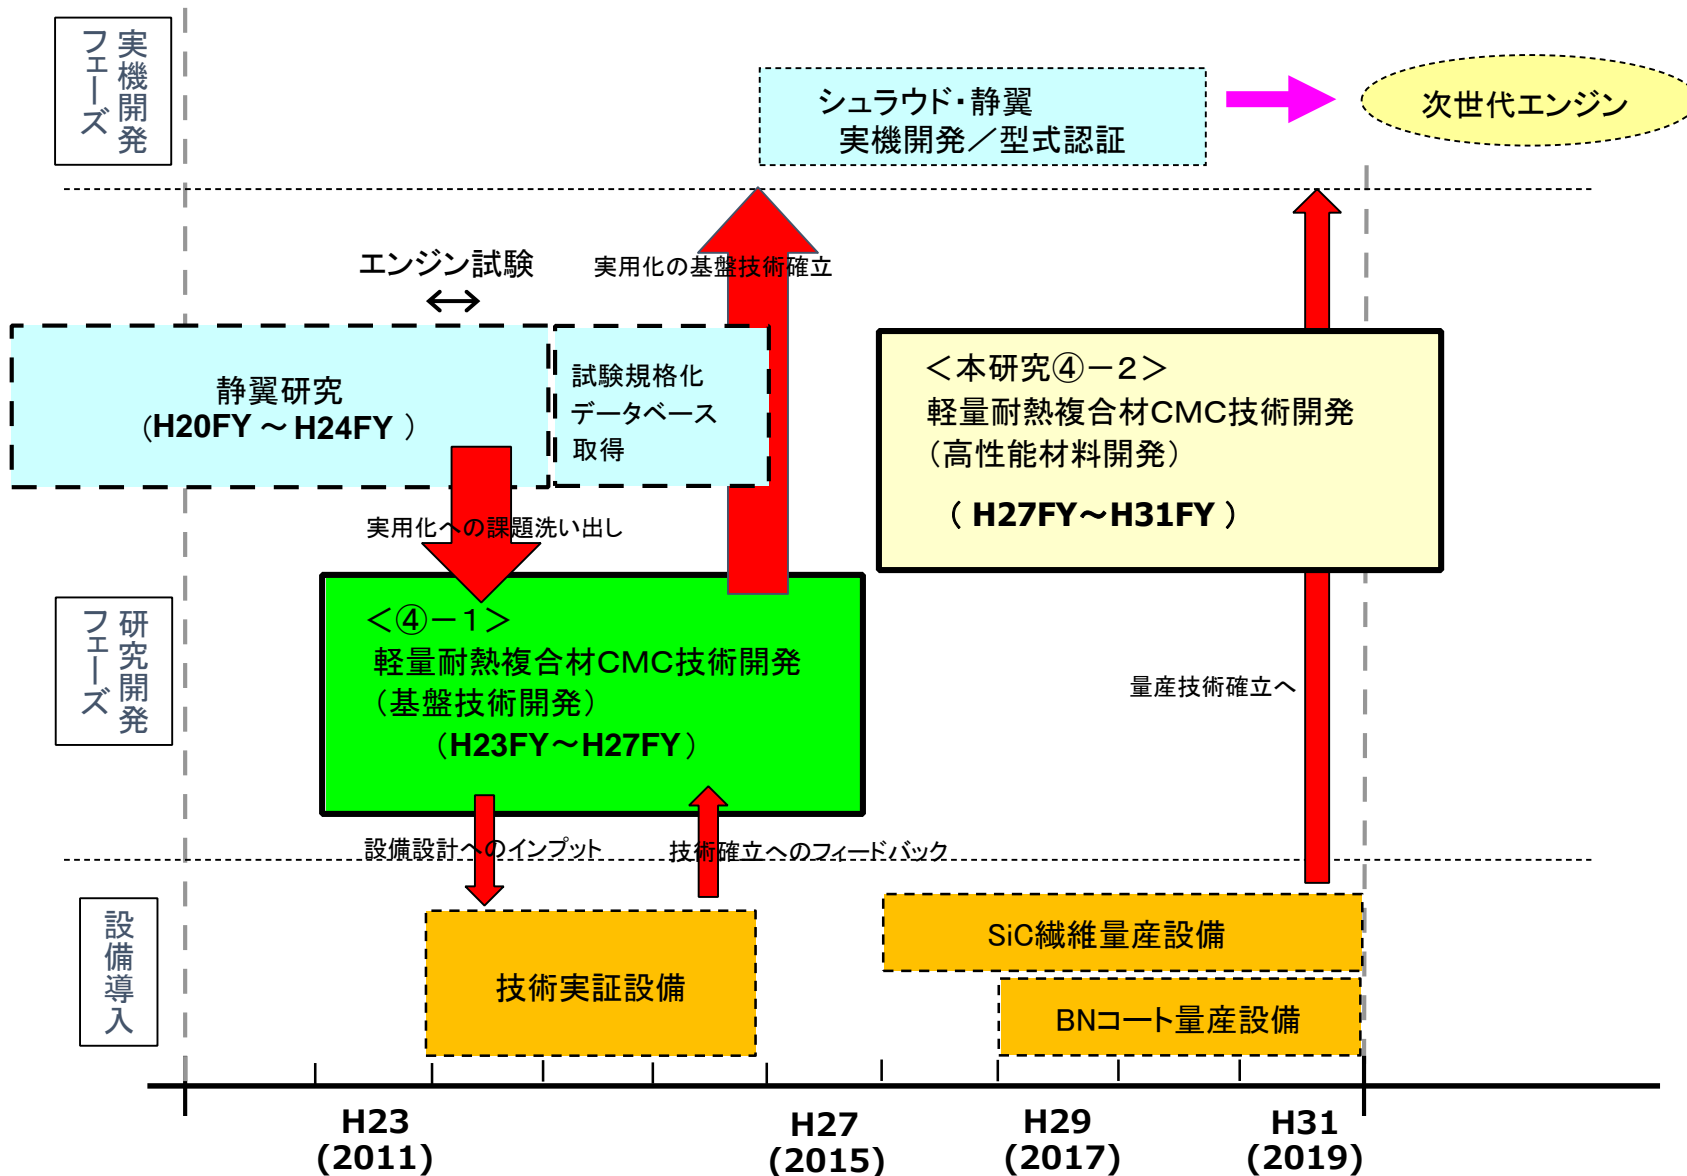 実機開発
フェーズ
シュラウド・静翼
実機開発／型式認証
次世代エンジン
エンジン試験
実用化の基盤技術確立
静翼研究
（H20FY ～ H24FY ）
試験規格化
データベース
取得
＜本研究④－２＞
軽量耐熱複合材CMC技術開発
（高性能材料開発）
（ H27FY～H31FY ）
実用化への課題洗い出し
研究開発
フェーズ
＜④－１＞
軽量耐熱複合材CMC技術開発
（基盤技術開発）
（H23FY～H27FY ）
量産技術確立へ
設備設計へのインプット
技術確立へのフィードバック
設備導入
技術実証設備
SiC繊維量産設備
BNコート量産設備
H23
(2011)
H27
(2015)
H29
(2017)
H31
(2019)